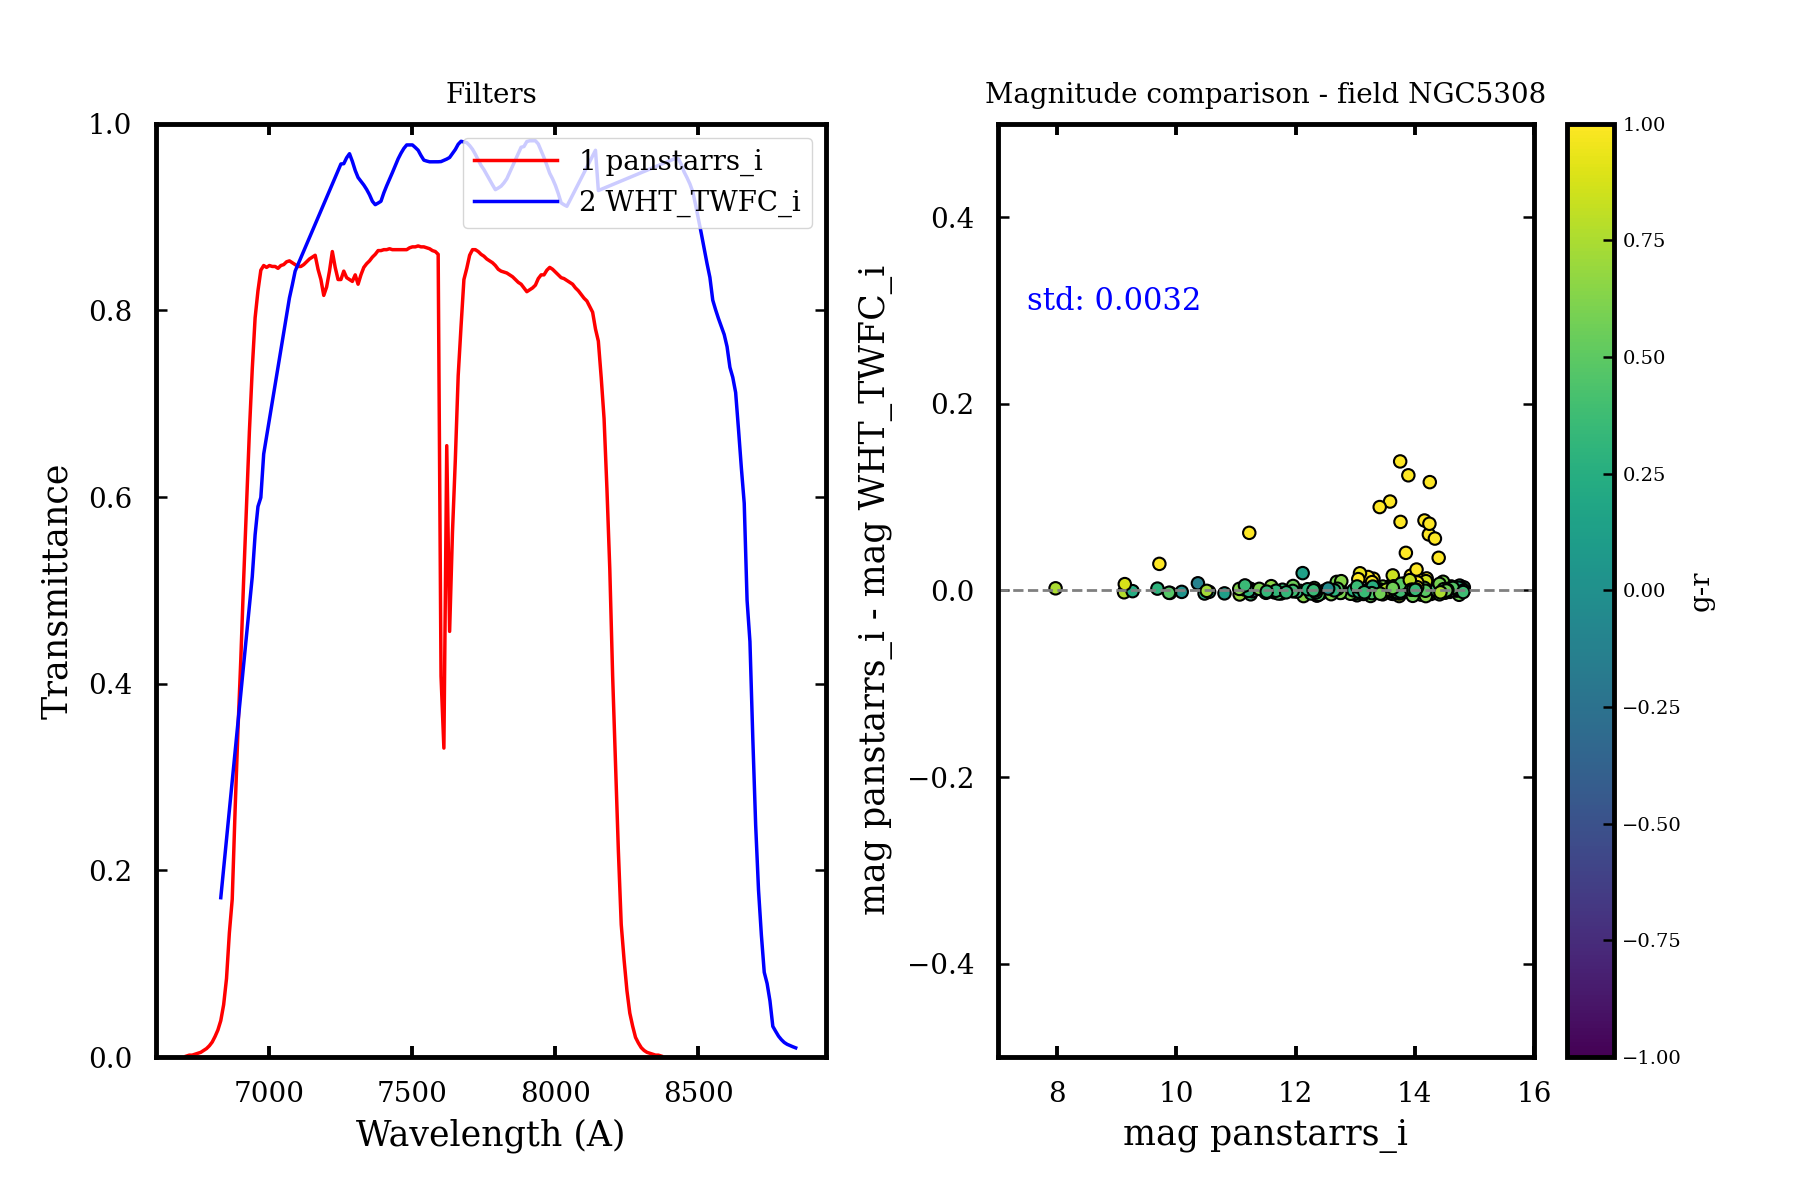 Filters
1.0
0.8
0.6
0.4
0.2
0.0
Transmittance
1 panstarrs_i
2 WHT_TWFC_i
7000
7500
8000
8500
Wavelength (A)
Magnitude comparison - field NGC5308
mag panstarrs_i - mag WHT_TWFC_i
0.4
0.2
0.0
−0.2
−0.4
std: 0.0032
8
10
12
14
16
mag panstarrs_i
1.00
0.75
0.50
0.25
0.00
−0.25
−0.50
−0.75
−1.00
g-r